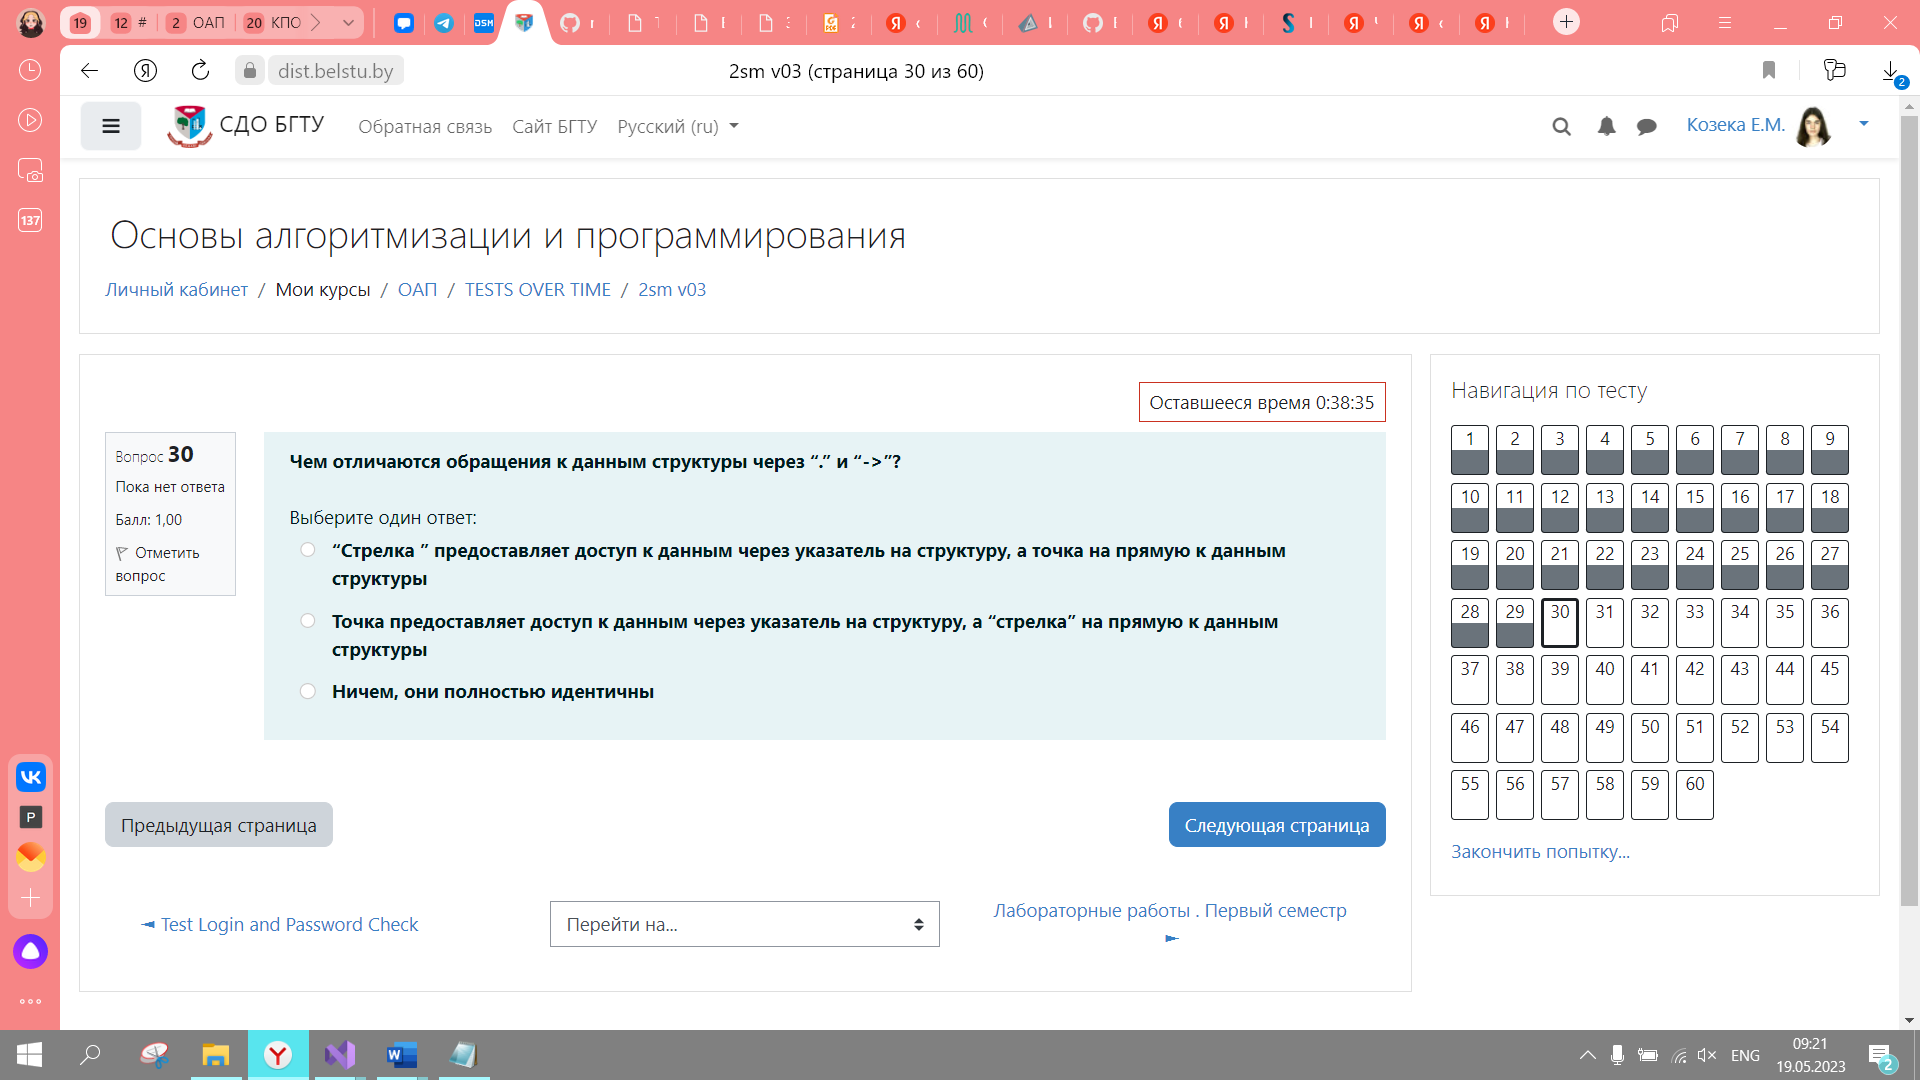 19
12 #
2 ОАП
20 КПО
DSM
dist.belstu.by
2sm v03 (страница 30 из 60)
2
137
СДО БГТУ
Обратная связь
Сайт БГТУ
Русский (ru)
Козека Е.М.
Основы алгоритмизации и программирования
Личный кабинет / Мои курсы / ОАП / TESTS OVER TIME / 2sm v03
Оставшееся время 0:38:35
Вопрос 30
Пока нет ответа
Балл: 1,00
Отметить
вопрос
Чем отличаются обращения к данным структуры через “.” и “->”?
Выберите один ответ:
“Стрелка ” предоставляет доступ к данным через указатель на структуру, а точка на прямую к данным
структуры
Точка предоставляет доступ к данным через указатель на структуру, а “стрелка” на прямую к данным
структуры
Ничем, они полностью идентичны
Предыдущая страница
Следующая страница
◄ Test Login and Password Check
Перейти на...
Лабораторные работы . Первый семестр
►
Навигация по тесту
1 2 3 4 5 6 7 8 9
10 11 12 13 14 15 16 17 18
19 20 21 22 23 24 25 26 27
28 29 30 31 32 33 34 35 36
37 38 39 40 41 42 43 44 45
46 47 48 49 50 51 52 53 54
55 56 57 58 59 60
Закончить попытку...
ENG
09:21
19.05.2023
2